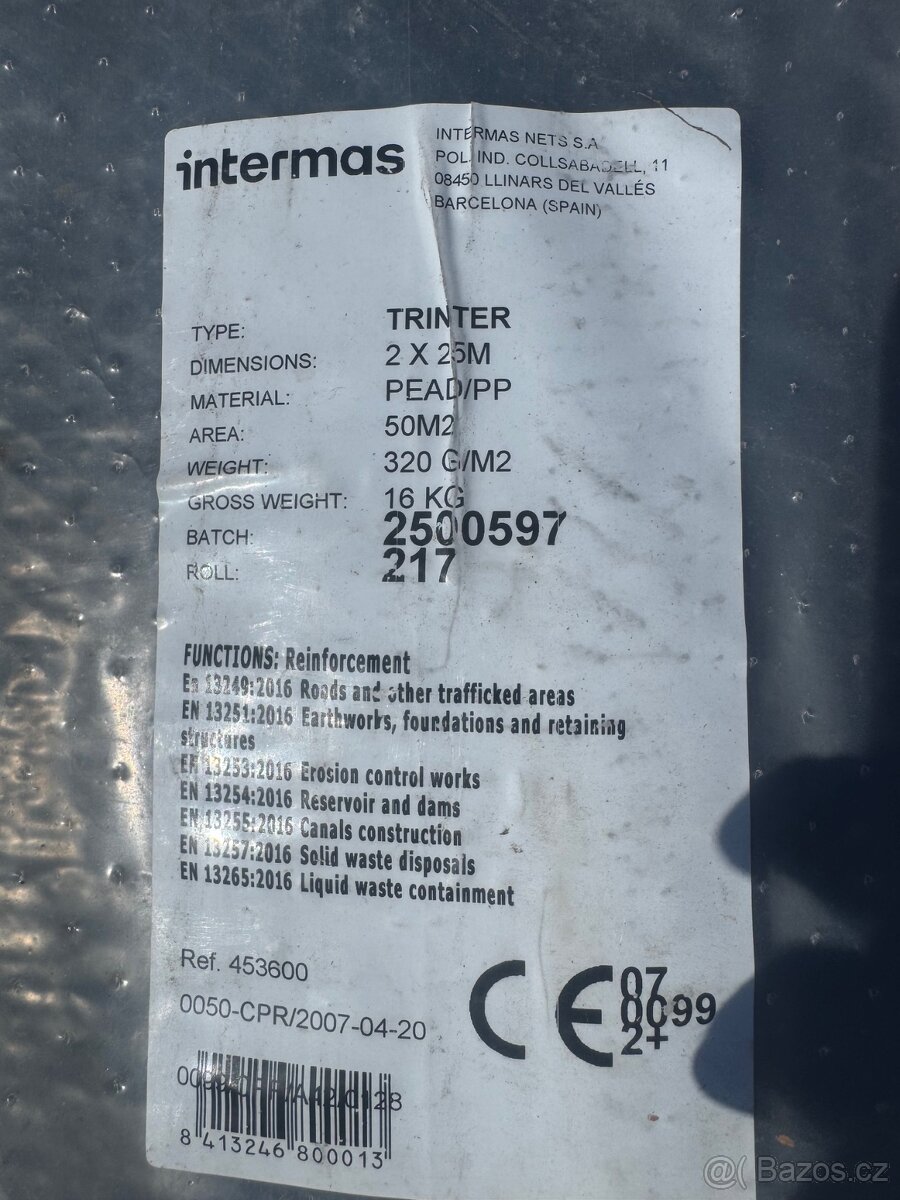 intermas
INTERMAS NETS S.A
POL. IND. COLLSABADELL, 11
08450 LLINARS DEL VALLÉS
BARCELONA (SPAIN)
TYPE: TRINTER
DIMENSIONS: 2 X 25M
MATERIAL: PEAD/PP
AREA: 50M2
WEIGHT: 320 G/M2
GROSS WEIGHT: 16 KG
BATCH: 2500597
ROLL: 217
FUNCTIONS: Reinforcement
En 13249:2016 Roads and other trafficked areas
EN 13251:2016 Earthworks, foundations and retaining
structures
EN 13253:2016 Erosion control works
EN 13254:2016 Reservoir and dams
EN 13255:2016 Canals construction
EN 13257:2016 Solid waste disposals
EN 13265:2016 Liquid waste containment
Ref. 453600
0050-CPR/2007-04-20
CE 07
0099
2+
8 413246 800013
@( Bazos.cz